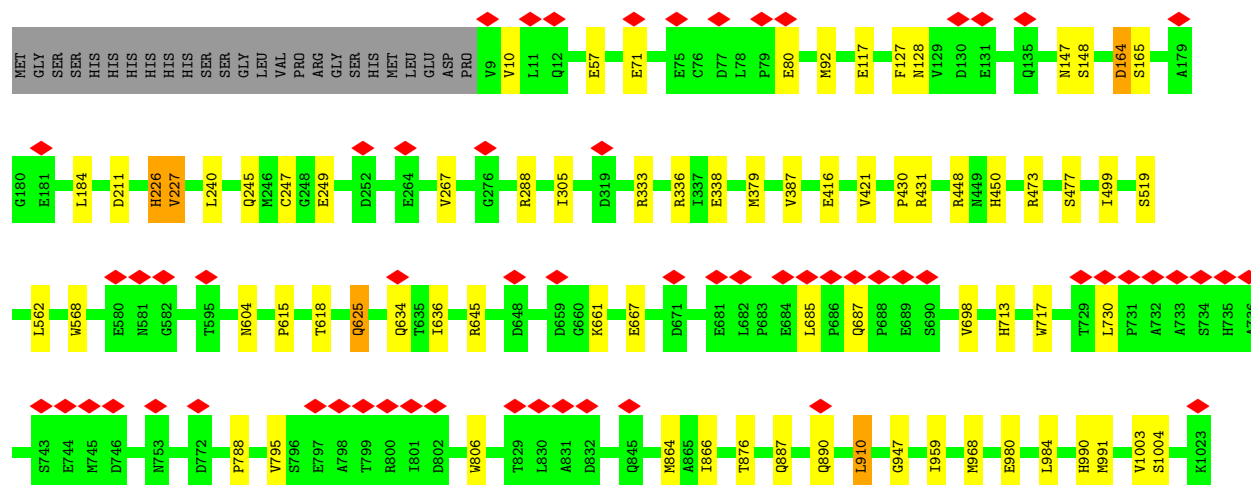 MET GLY SER SER HIS HIS HIS HIS HIS HIS SER SER GLY LEU VAL PRO ARG GLY SER HIS MET LEU GLU ASP PRO V9 V10 L11 Q12 E57 E71 E75 C76 D77 L78 P79 E80 M92 E117 F127 N128 V129 D130 E131 Q135 N147 S148 D164 S165 A179
G180 E181 L184 D211 H226 V227 L240 Q245 M246 C247 G248 E249 D252 E264 V267 G276 R288 I305 D319 R333 R336 I337 E338 M379 V387 E416 V421 P430 R431 R448 N449 H450 R473 S477 I499 S519
L562 W568 E580 N581 G582 T595 N604 P615 T618 Q625 Q634 T635 I636 R645 D648 D659 G660 K661 E667 D671 E681 L682 P683 E684 L685 P686 Q687 P688 E689 S690 V698 H713 W717 T729 L730 P731 A732 A733 S734 H735
S743 E744 M745 D746 N753 D772 P788 V795 S796 E797 A798 T799 R800 I801 D802 W806 T829 L830 A831 D832 Q845 M864 A865 I866 T876 Q887 Q890 L910 G947 I959 M968 E980 L984 H990 M991 V1003 S1004 K1023